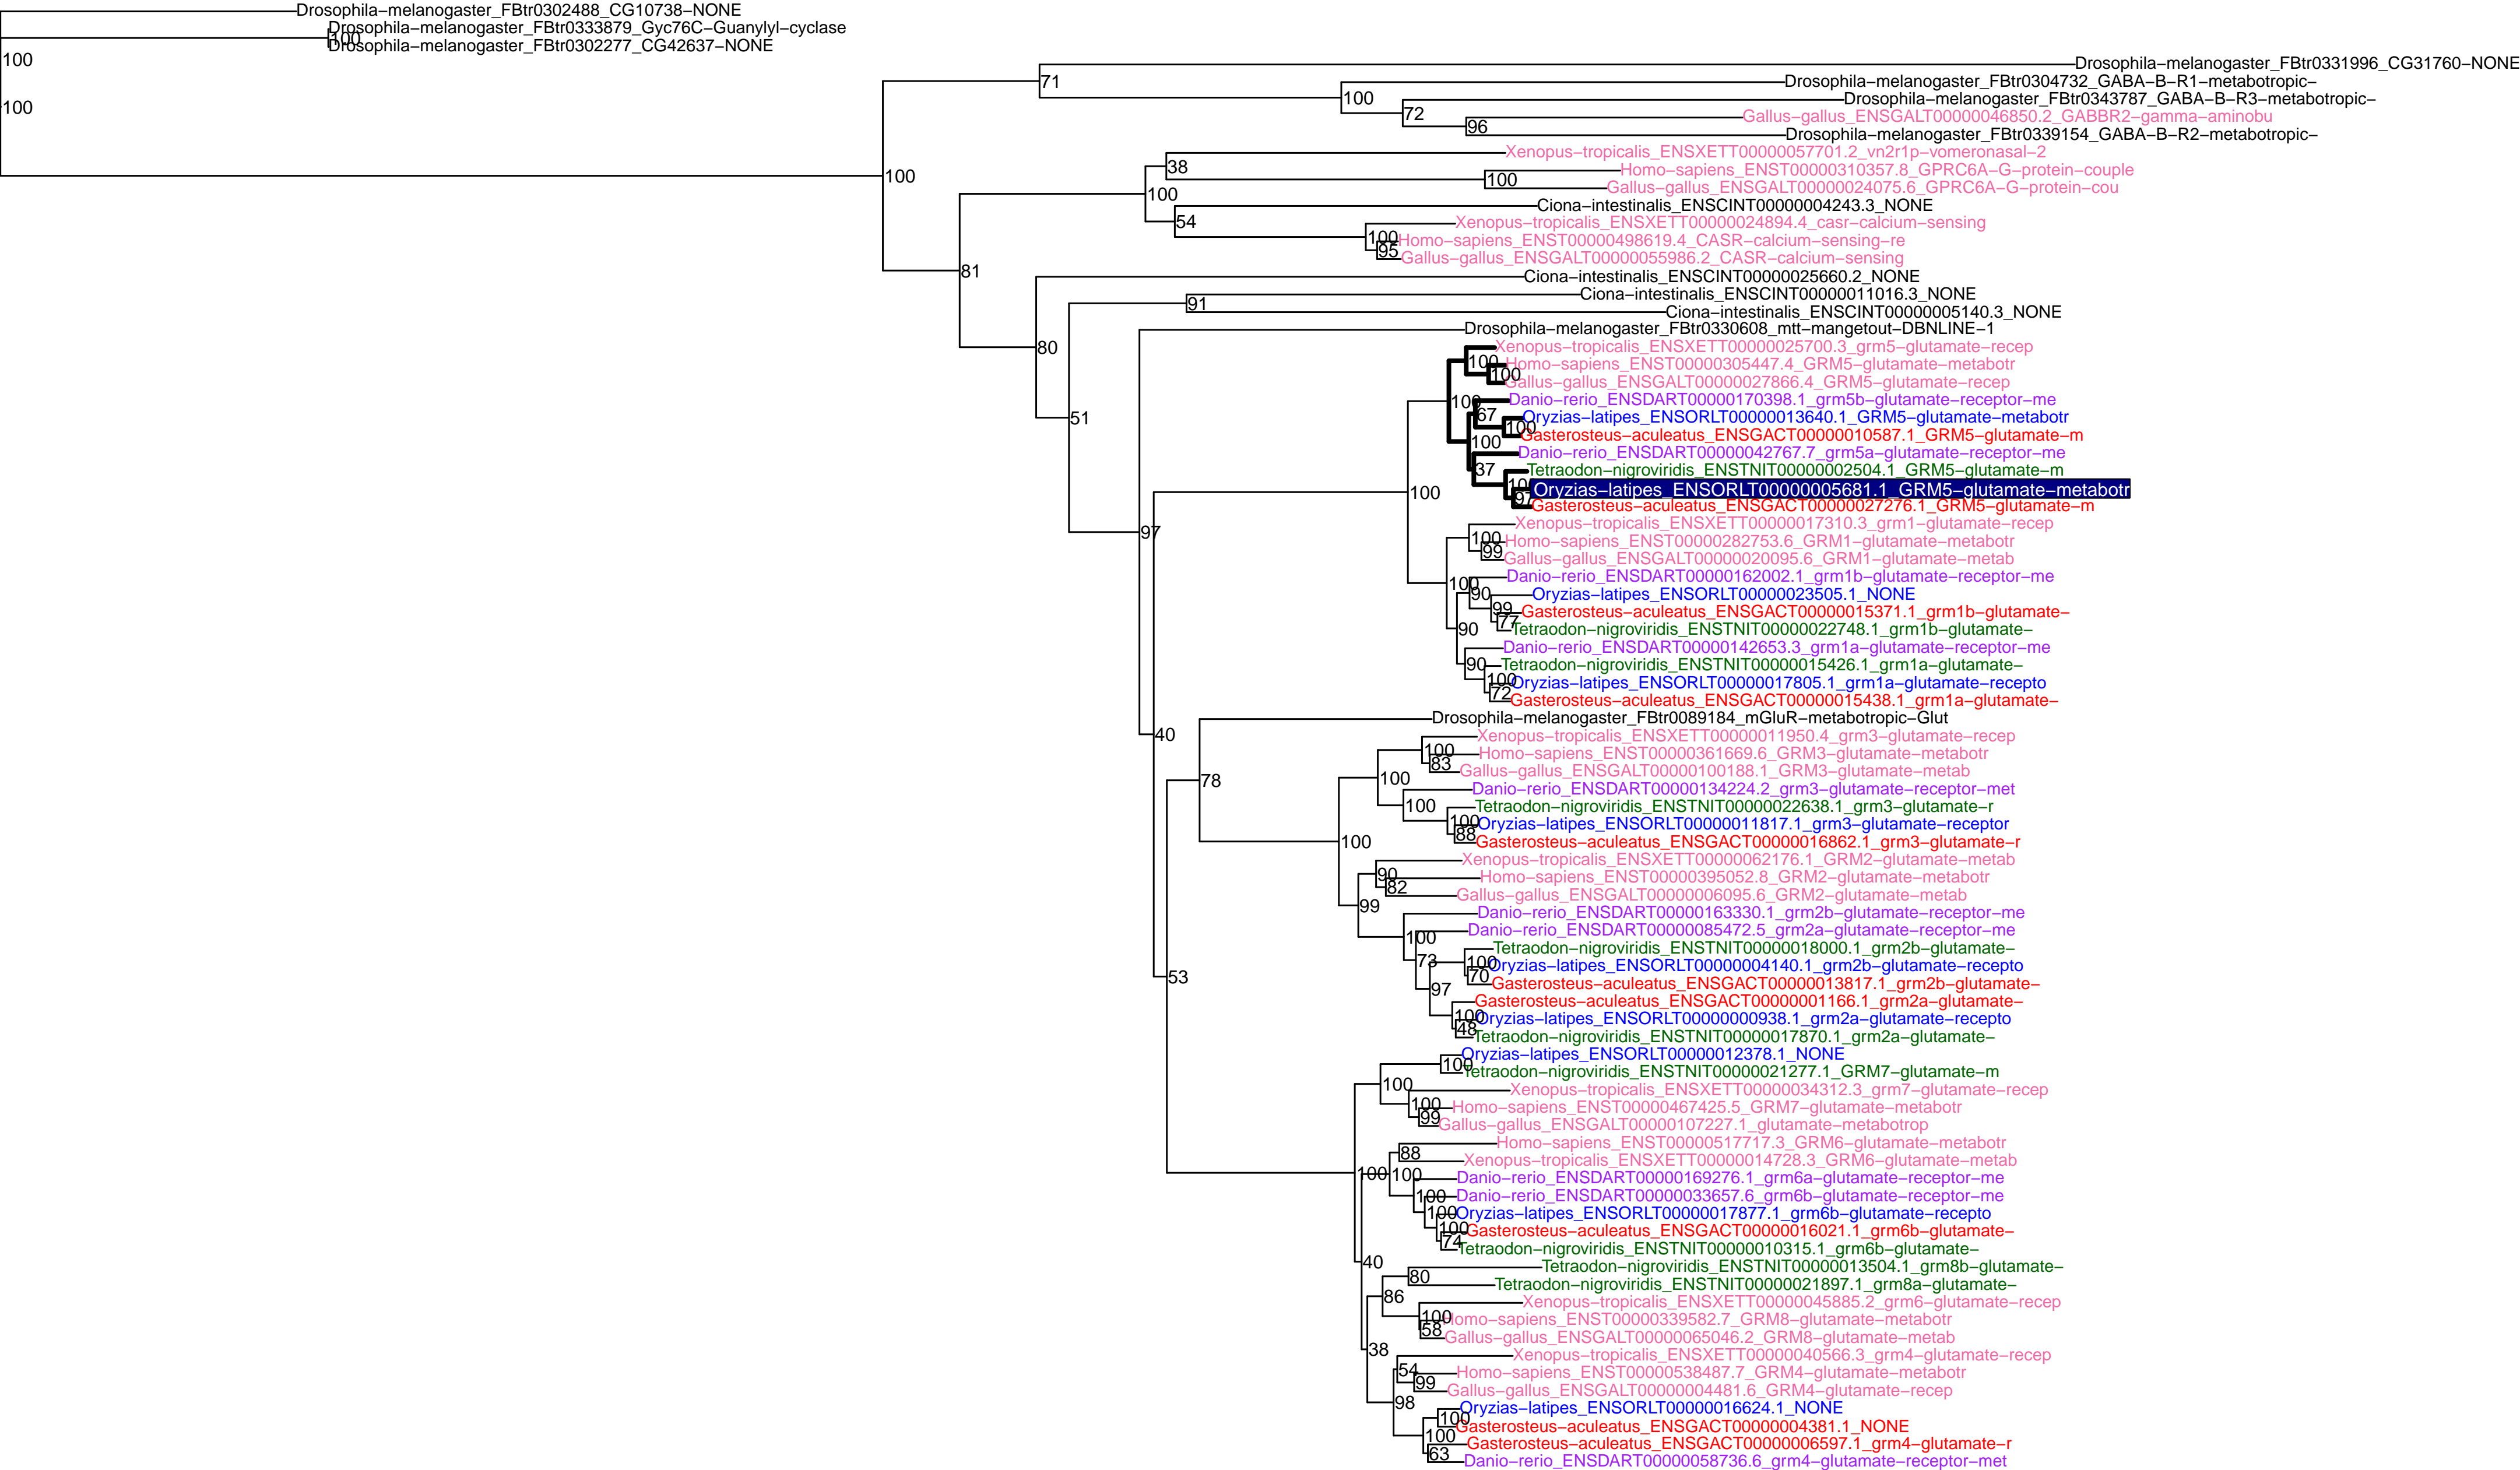 Drosophila−melanogaster_FBtr0302488_CG10738−NONE
Drosophila−melanogaster_FBtr0333879_Gyc76C−Guanylyl−cyclase
100
Drosophila−melanogaster_FBtr0302277_CG42637−NONE
100
Drosophila−melanogaster_FBtr0331996_CG31760−NONE
71
Drosophila−melanogaster_FBtr0304732_GABA−B−R1−metabotropic−
100
Drosophila−melanogaster_FBtr0343787_GABA−B−R3−metabotropic−
100
72
Gallus−gallus_ENSGALT00000046850.2_GABBR2−gamma−aminobu
96
Drosophila−melanogaster_FBtr0339154_GABA−B−R2−metabotropic−
Xenopus−tropicalis_ENSXETT00000057701.2_vn2r1p−vomeronasal−2
38
Homo−sapiens_ENST00000310357.8_GPRC6A−G−protein−couple
100
100
Gallus−gallus_ENSGALT00000024075.6_GPRC6A−G−protein−cou
100
Ciona−intestinalis_ENSCINT00000004243.3_NONE
54
Xenopus−tropicalis_ENSXETT00000024894.4_casr−calcium−sensing
100
Homo−sapiens_ENST00000498619.4_CASR−calcium−sensing−re
95
Gallus−gallus_ENSGALT00000055986.2_CASR−calcium−sensing
81
Ciona−intestinalis_ENSCINT00000025660.2_NONE
Ciona−intestinalis_ENSCINT00000011016.3_NONE
91
Ciona−intestinalis_ENSCINT00000005140.3_NONE
Drosophila−melanogaster_FBtr0330608_mtt−mangetout−DBNLINE−1
80
Xenopus−tropicalis_ENSXETT00000025700.3_grm5−glutamate−recep
100
Homo−sapiens_ENST00000305447.4_GRM5−glutamate−metabotr
100
Gallus−gallus_ENSGALT00000027866.4_GRM5−glutamate−recep
100
Danio−rerio_ENSDART00000170398.1_grm5b−glutamate−receptor−me
67
51
Oryzias−latipes_ENSORLT00000013640.1_GRM5−glutamate−metabotr
100
Gasterosteus−aculeatus_ENSGACT00000010587.1_GRM5−glutamate−m
100
Danio−rerio_ENSDART00000042767.7_grm5a−glutamate−receptor−me
37
Tetraodon−nigroviridis_ENSTNIT00000002504.1_GRM5−glutamate−m
100
100
Oryzias−latipes_ENSORLT00000005681.1_GRM5−glutamate−metabotr
97
Gasterosteus−aculeatus_ENSGACT00000027276.1_GRM5−glutamate−m
Xenopus−tropicalis_ENSXETT00000017310.3_grm1−glutamate−recep
97
100
Homo−sapiens_ENST00000282753.6_GRM1−glutamate−metabotr
99
Gallus−gallus_ENSGALT00000020095.6_GRM1−glutamate−metab
100
Danio−rerio_ENSDART00000162002.1_grm1b−glutamate−receptor−me
90
Oryzias−latipes_ENSORLT00000023505.1_NONE
99
Gasterosteus−aculeatus_ENSGACT00000015371.1_grm1b−glutamate−
77
Tetraodon−nigroviridis_ENSTNIT00000022748.1_grm1b−glutamate−
90
Danio−rerio_ENSDART00000142653.3_grm1a−glutamate−receptor−me
90
Tetraodon−nigroviridis_ENSTNIT00000015426.1_grm1a−glutamate−
100
Oryzias−latipes_ENSORLT00000017805.1_grm1a−glutamate−recepto
72
Gasterosteus−aculeatus_ENSGACT00000015438.1_grm1a−glutamate−
Drosophila−melanogaster_FBtr0089184_mGluR−metabotropic−Glut
40
Xenopus−tropicalis_ENSXETT00000011950.4_grm3−glutamate−recep
100
Homo−sapiens_ENST00000361669.6_GRM3−glutamate−metabotr
83
Gallus−gallus_ENSGALT00000100188.1_GRM3−glutamate−metab
78
100
Danio−rerio_ENSDART00000134224.2_grm3−glutamate−receptor−met
100
Tetraodon−nigroviridis_ENSTNIT00000022638.1_grm3−glutamate−r
100
Oryzias−latipes_ENSORLT00000011817.1_grm3−glutamate−receptor
88
Gasterosteus−aculeatus_ENSGACT00000016862.1_grm3−glutamate−r
100
Xenopus−tropicalis_ENSXETT00000062176.1_GRM2−glutamate−metab
90
Homo−sapiens_ENST00000395052.8_GRM2−glutamate−metabotr
82
Gallus−gallus_ENSGALT00000006095.6_GRM2−glutamate−metab
99
Danio−rerio_ENSDART00000163330.1_grm2b−glutamate−receptor−me
100
Danio−rerio_ENSDART00000085472.5_grm2a−glutamate−receptor−me
Tetraodon−nigroviridis_ENSTNIT00000018000.1_grm2b−glutamate−
73
100
Oryzias−latipes_ENSORLT00000004140.1_grm2b−glutamate−recepto
70
53
Gasterosteus−aculeatus_ENSGACT00000013817.1_grm2b−glutamate−
97
Gasterosteus−aculeatus_ENSGACT00000001166.1_grm2a−glutamate−
100
Oryzias−latipes_ENSORLT00000000938.1_grm2a−glutamate−recepto
48
Tetraodon−nigroviridis_ENSTNIT00000017870.1_grm2a−glutamate−
Oryzias−latipes_ENSORLT00000012378.1_NONE
100
Tetraodon−nigroviridis_ENSTNIT00000021277.1_GRM7−glutamate−m
100
Xenopus−tropicalis_ENSXETT00000034312.3_grm7−glutamate−recep
100
Homo−sapiens_ENST00000467425.5_GRM7−glutamate−metabotr
99
Gallus−gallus_ENSGALT00000107227.1_glutamate−metabotrop
Homo−sapiens_ENST00000517717.3_GRM6−glutamate−metabotr
88
Xenopus−tropicalis_ENSXETT00000014728.3_GRM6−glutamate−metab
100
100
Danio−rerio_ENSDART00000169276.1_grm6a−glutamate−receptor−me
100
Danio−rerio_ENSDART00000033657.6_grm6b−glutamate−receptor−me
100
Oryzias−latipes_ENSORLT00000017877.1_grm6b−glutamate−recepto
100
Gasterosteus−aculeatus_ENSGACT00000016021.1_grm6b−glutamate−
74
Tetraodon−nigroviridis_ENSTNIT00000010315.1_grm6b−glutamate−
40
Tetraodon−nigroviridis_ENSTNIT00000013504.1_grm8b−glutamate−
80
Tetraodon−nigroviridis_ENSTNIT00000021897.1_grm8a−glutamate−
86
Xenopus−tropicalis_ENSXETT00000045885.2_grm6−glutamate−recep
100
Homo−sapiens_ENST00000339582.7_GRM8−glutamate−metabotr
58
Gallus−gallus_ENSGALT00000065046.2_GRM8−glutamate−metab
38
Xenopus−tropicalis_ENSXETT00000040566.3_grm4−glutamate−recep
54
Homo−sapiens_ENST00000538487.7_GRM4−glutamate−metabotr
99
Gallus−gallus_ENSGALT00000004481.6_GRM4−glutamate−recep
98
Oryzias−latipes_ENSORLT00000016624.1_NONE
100
Gasterosteus−aculeatus_ENSGACT00000004381.1_NONE
100
Gasterosteus−aculeatus_ENSGACT00000006597.1_grm4−glutamate−r
63
Danio−rerio_ENSDART00000058736.6_grm4−glutamate−receptor−met